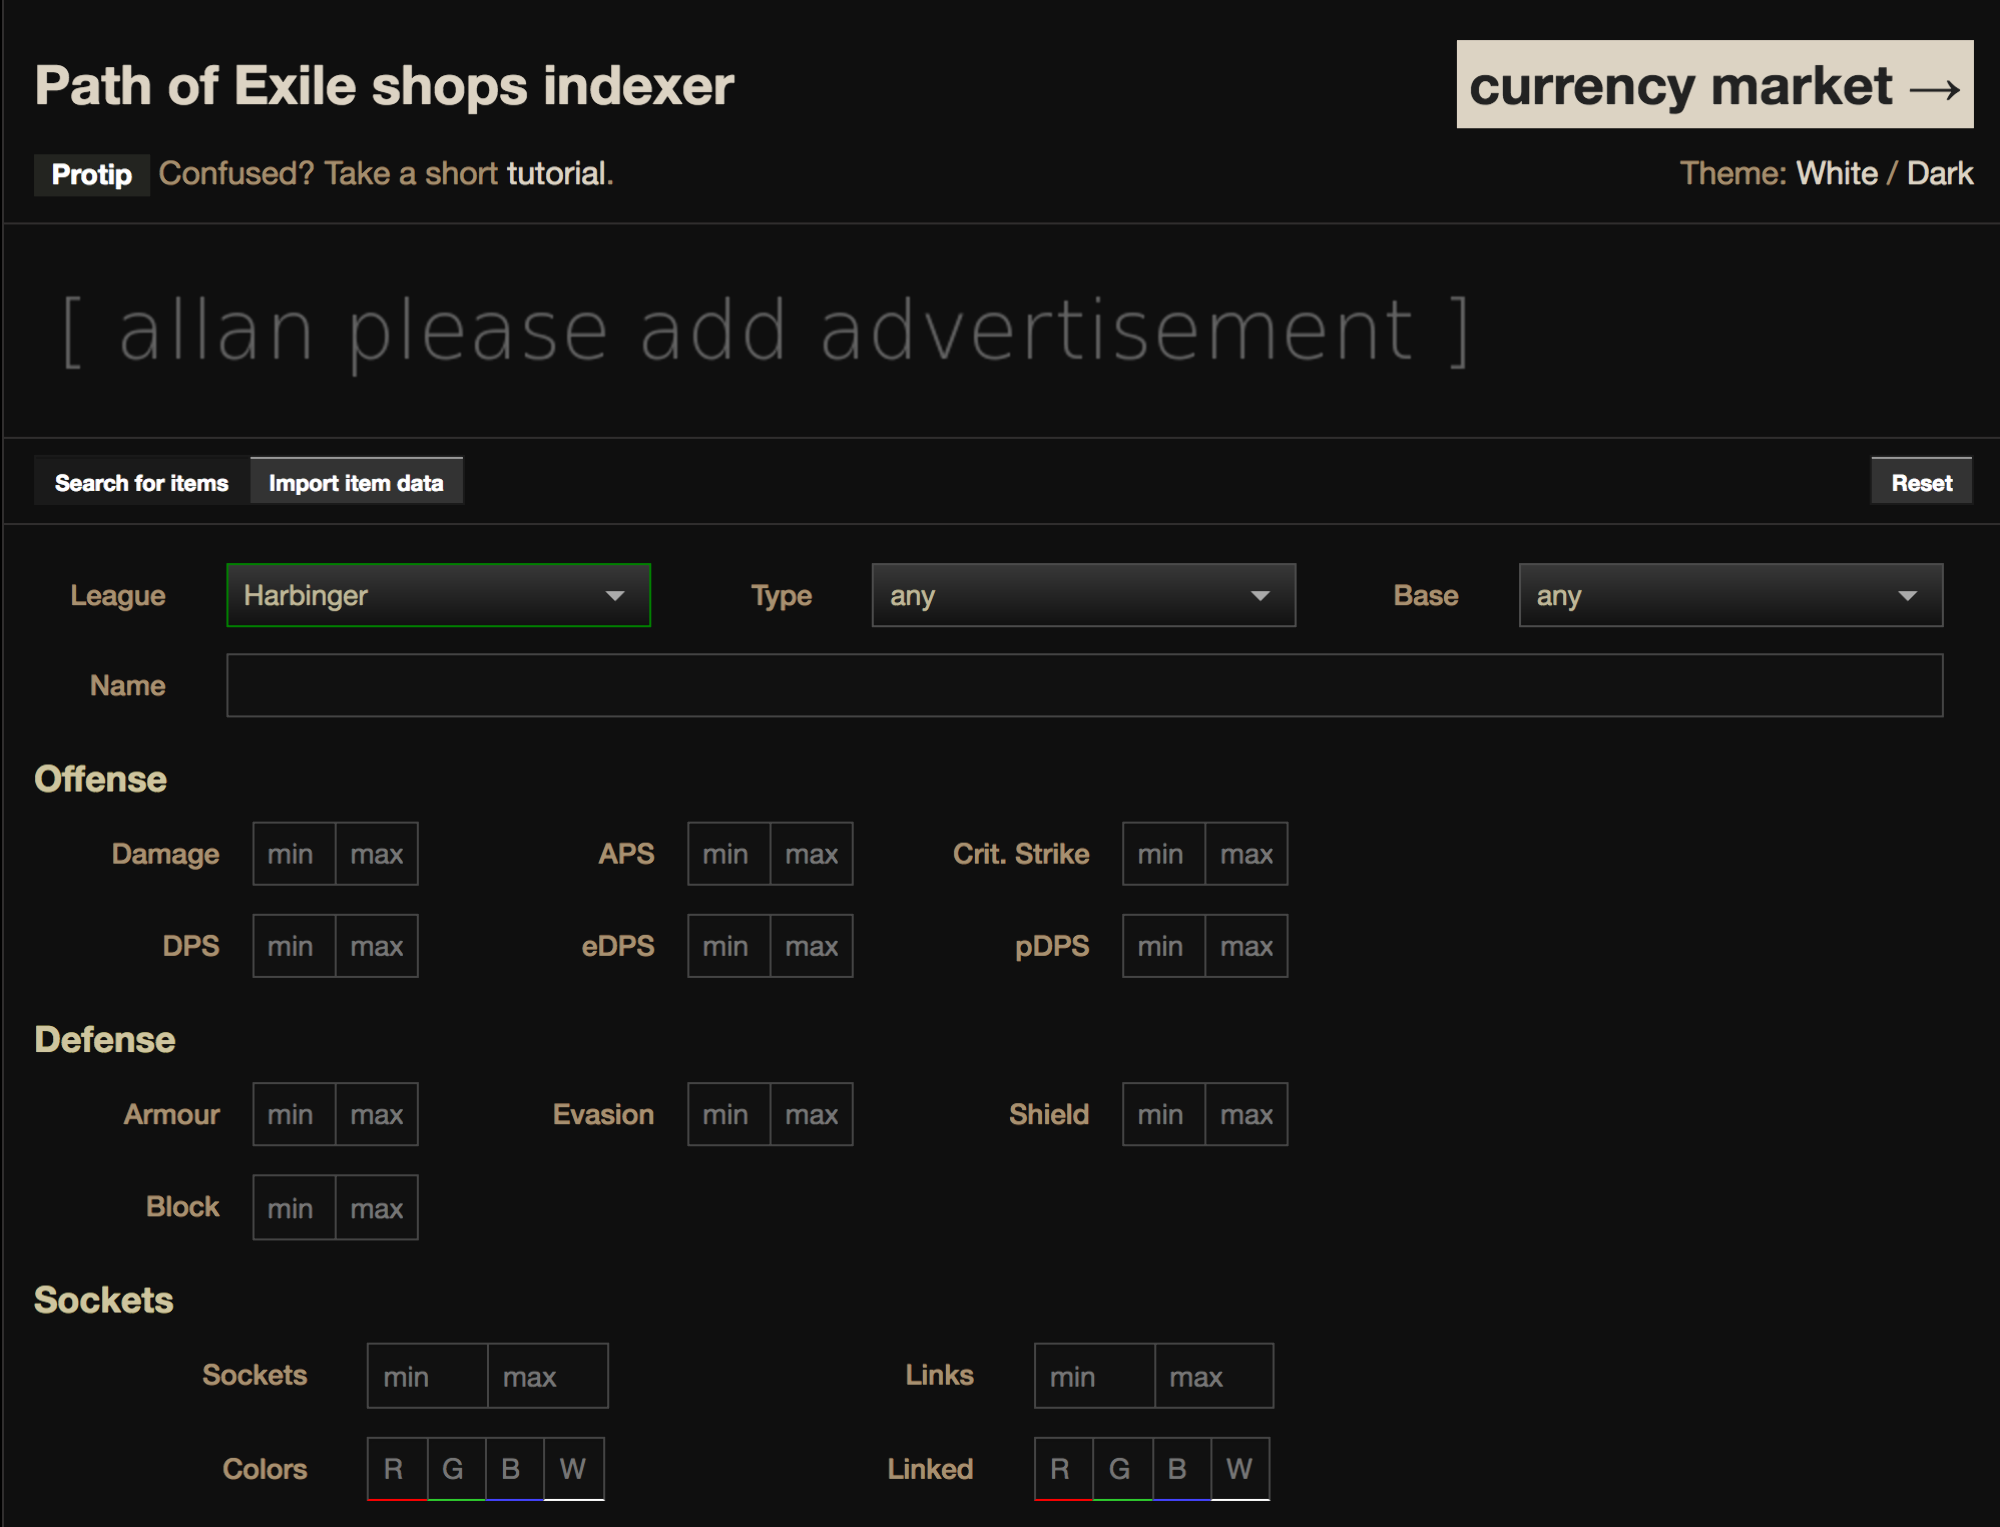 Path of Exile shops indexer
currency market →
Protip Confused? Take a short tutorial.
Theme: White / Dark
[ allan please add advertisement ]
Search for items Import item data Reset
League Harbinger Type any Base any
Name
Offense
Damage min max APS min max Crit. Strike min max
DPS min max eDPS min max pDPS min max
Defense
Armour min max Evasion min max Shield min max
Block min max
Sockets
Sockets min max Links min max
Colors R G B W Linked R G B W